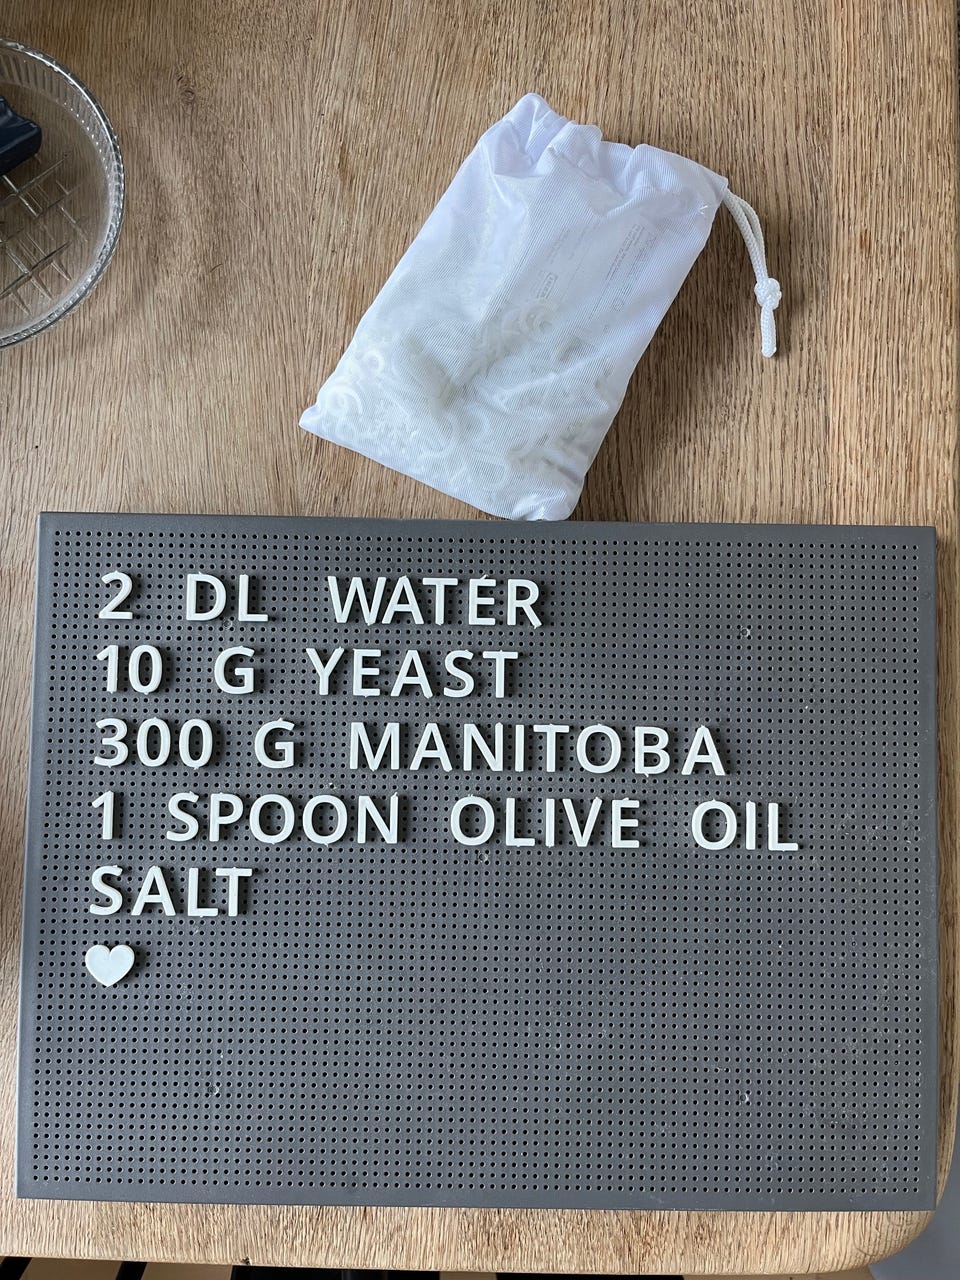 2 DL WATER
10 G YEAST
300 G MANITOBA
1 SPOON OLIVE OIL
SALT